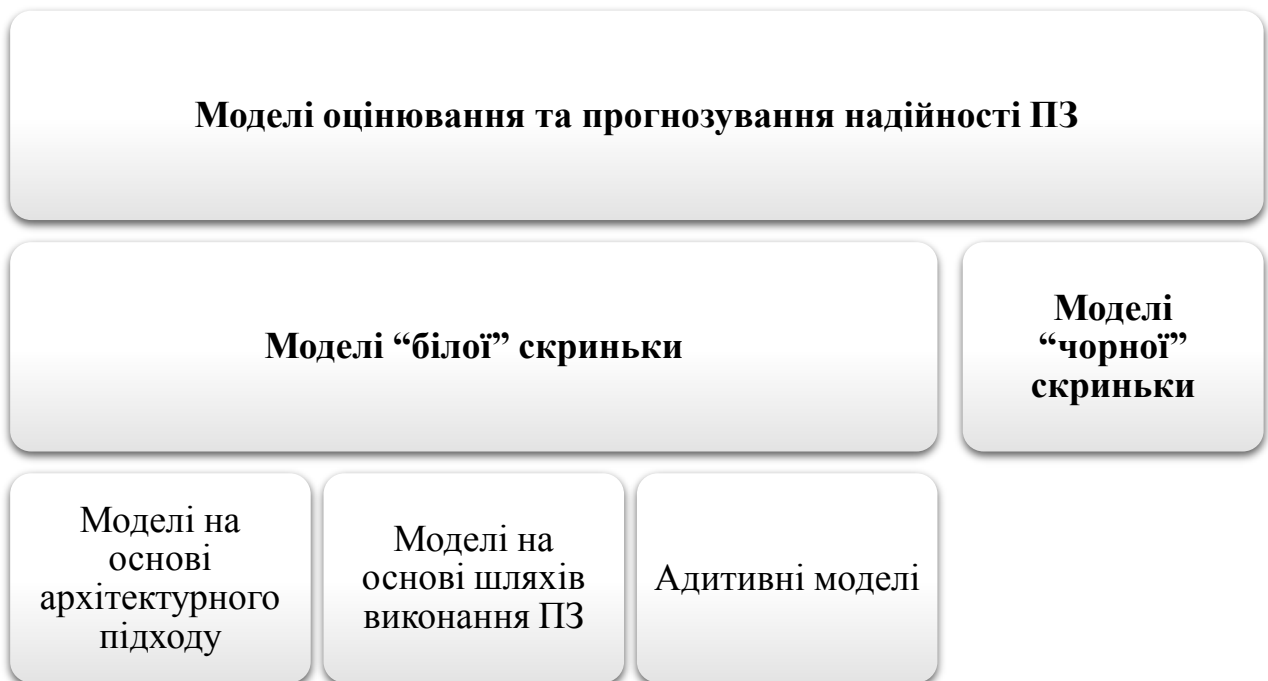 Моделі оцінювання та прогнозування надійності ПЗ
Моделі “білої” скриньки
Моделі
“чорної”
скриньки
Моделі на
основі
архітектурного
підходу
Моделі на
основі шляхів
виконання ПЗ
Адитивні моделі